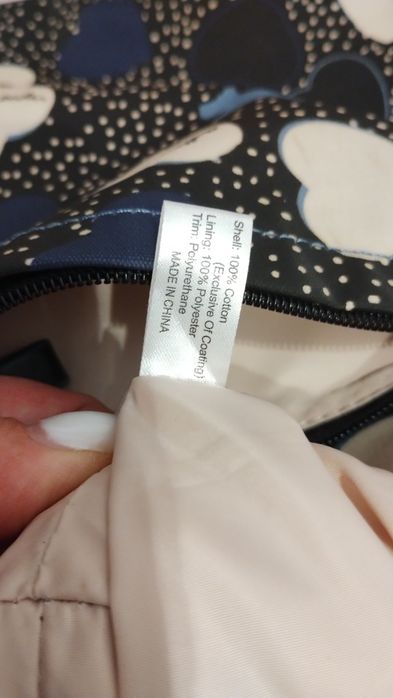 Shell: 100% Cotton
(Exclusive Of Coating)
Lining: 100% Polyester
Trim: Polyurethane
MADE IN CHINA